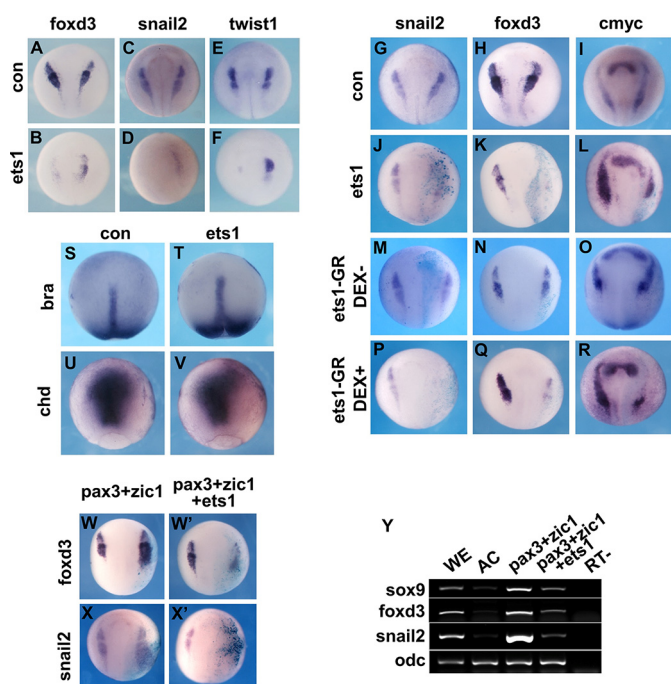 foxd3 snail2 twist1
con A C E
ets1 B D F
snail2 foxd3 cmyc
con G H I
ets1 J K L
ets1-GR DEX- M N O
ets1-GR DEX+ P Q R
con ets1
bra S T
chd U V
pax3+zic1 pax3+zic1
+ets1
foxd3 W W'
snail2 X X'
Y
WE AC pax3+zic1 pax3+zic1 +ets1 RT-
sox9
foxd3
snail2
odc